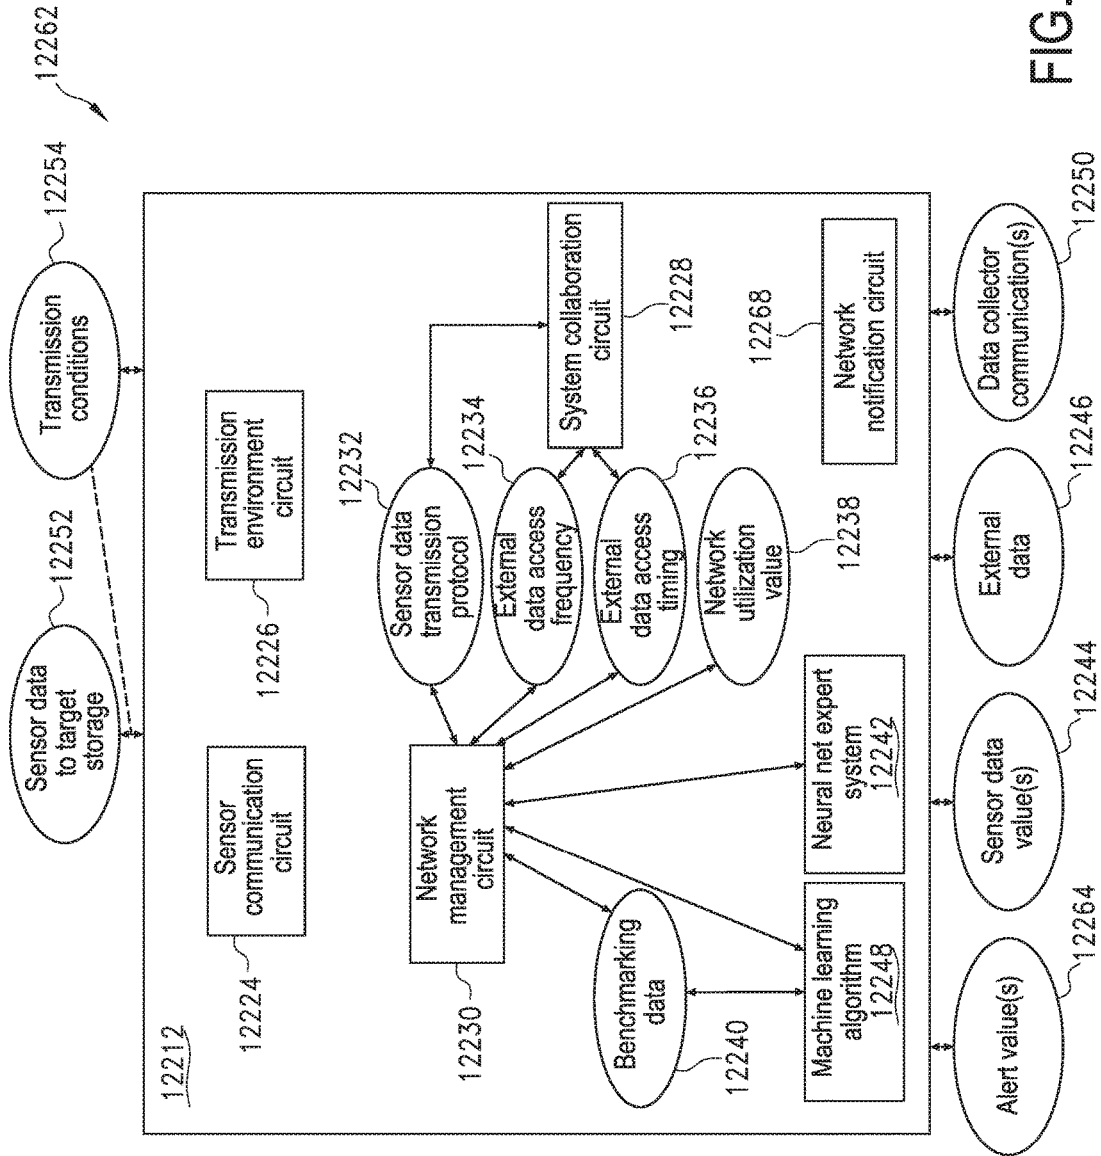 12262
Sensor data
to target
storage
12252
Transmission
conditions
12254
12212
Sensor
communication
circuit
12224
Transmission
environment
circuit
12226
Network
management
circuit
12230
Sensor data
transmission
protocol
12232
External
data access
frequency
12234
External
data access
timing
12236
Network
utilization
value
12238
System collaboration
circuit
12228
Benchmarking
data
12240
Machine learning
algorithm
12248
Neural net expert
system
12242
Network
notification circuit
12268
Alert value(s)
12264
Sensor data
value(s)
12244
External
data
12246
Data collector
communication(s)
12250
FIG.